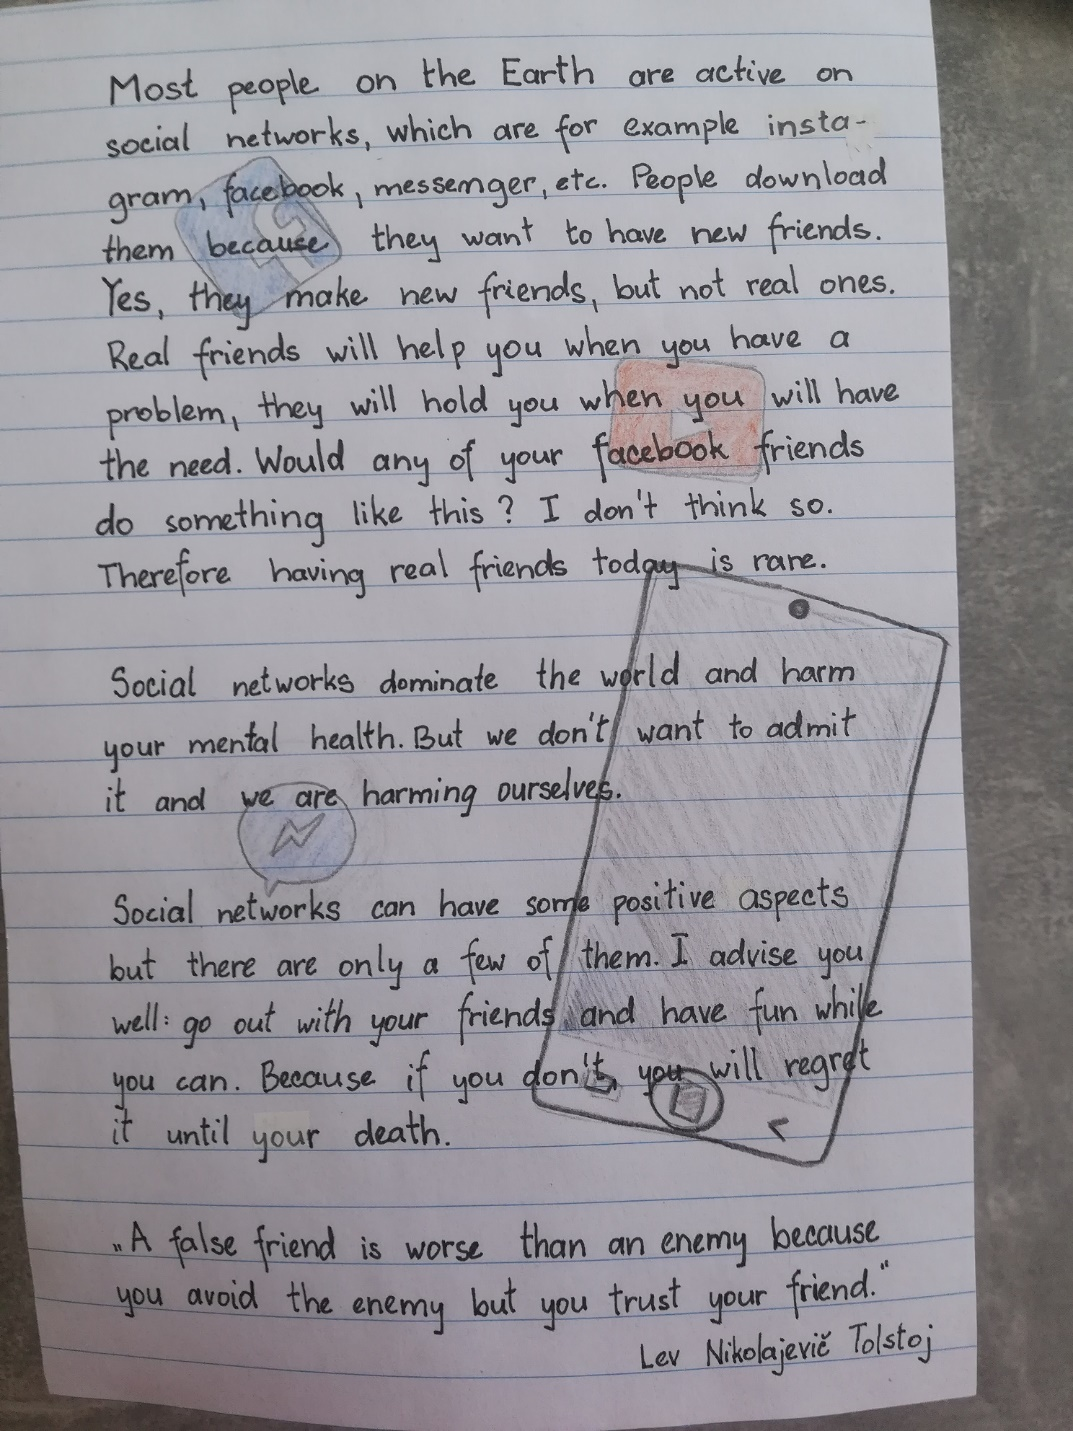 Most people on the Earth are active on
social networks, which are for example insta-
gram, facebook, messemger, etc. People download
them because they want to have new friends.
Yes, they make new friends, but not real ones.
Real friends will help you when you have a
problem, they will hold you when you will have
the need. Would any of your facebook friends
do something like this? I don't think so.
Therefore having real friends today is rare.
Social networks dominate the world and harm
your mental health. But we don't want to admit
it and we are harming ourselves.
Social networks can have some positive aspects
but there are only a few of them. I advise you
well: go out with your friends and have fun while
you can. Because if you don't, you will regret
it until your death.
„A false friend is worse than an enemy because
you avoid the enemy but you trust your friend."
Lev Nikolajevič Tolstoj